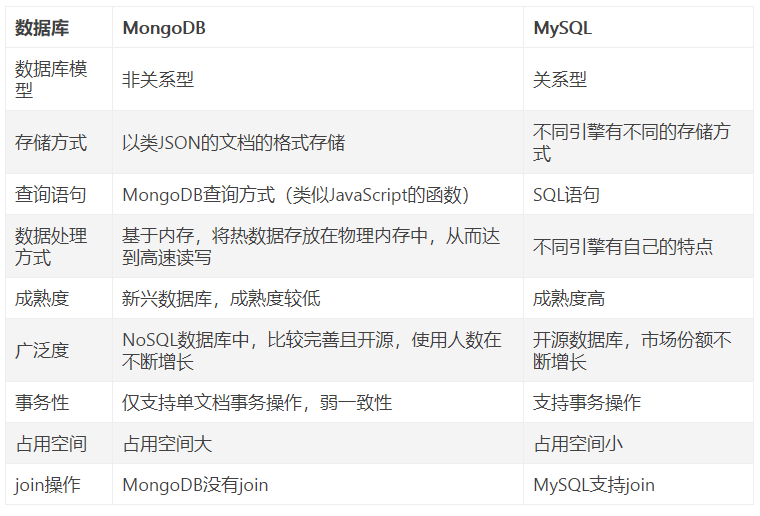 数据库 MongoDB MySQL
数据库模
型 非关系型 关系型
存储方式 以类JSON的文档的格式存储 不同引擎有不同的存储方
式
查询语句 MongoDB查询方式（类似JavaScript的函数） SQL语句
数据处理
方式 基于内存，将热数据存放在物理内存中，从而达
到高速读写 不同引擎有自己的特点
成熟度 新兴数据库，成熟度较低 成熟度高
广泛度 NoSQL数据库中，比较完善且开源，使用人数在
不断增长 开源数据库，市场份额不
断增长
事务性 仅支持单文档事务操作，弱一致性 支持事务操作
占用空间 占用空间大 占用空间小
join操作 MongoDB没有join MySQL支持join